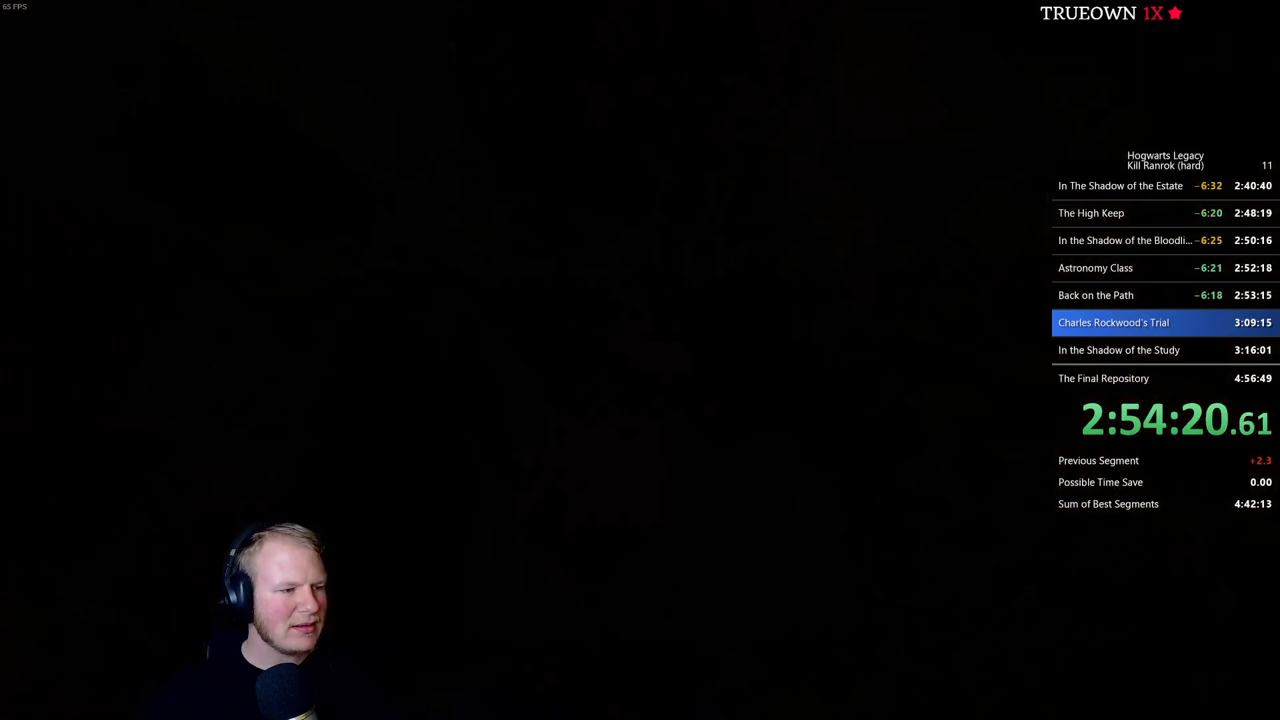 65 FPS
TRUEOWN 1X
Hogwarts Legacy
Kill Ranrok (hard) 11
In The Shadow of the Estate −6:32 2:40:40
The High Keep −6:20 2:48:19
In the Shadow of the Bloodli... −6:25 2:50:16
Astronomy Class −6:21 2:52:18
Back on the Path −6:18 2:53:15
Charles Rockwood's Trial 3:09:15
In the Shadow of the Study 3:16:01
The Final Repository 4:56:49
2:54:20.61
Previous Segment +2.3
Possible Time Save 0.00
Sum of Best Segments 4:42:13